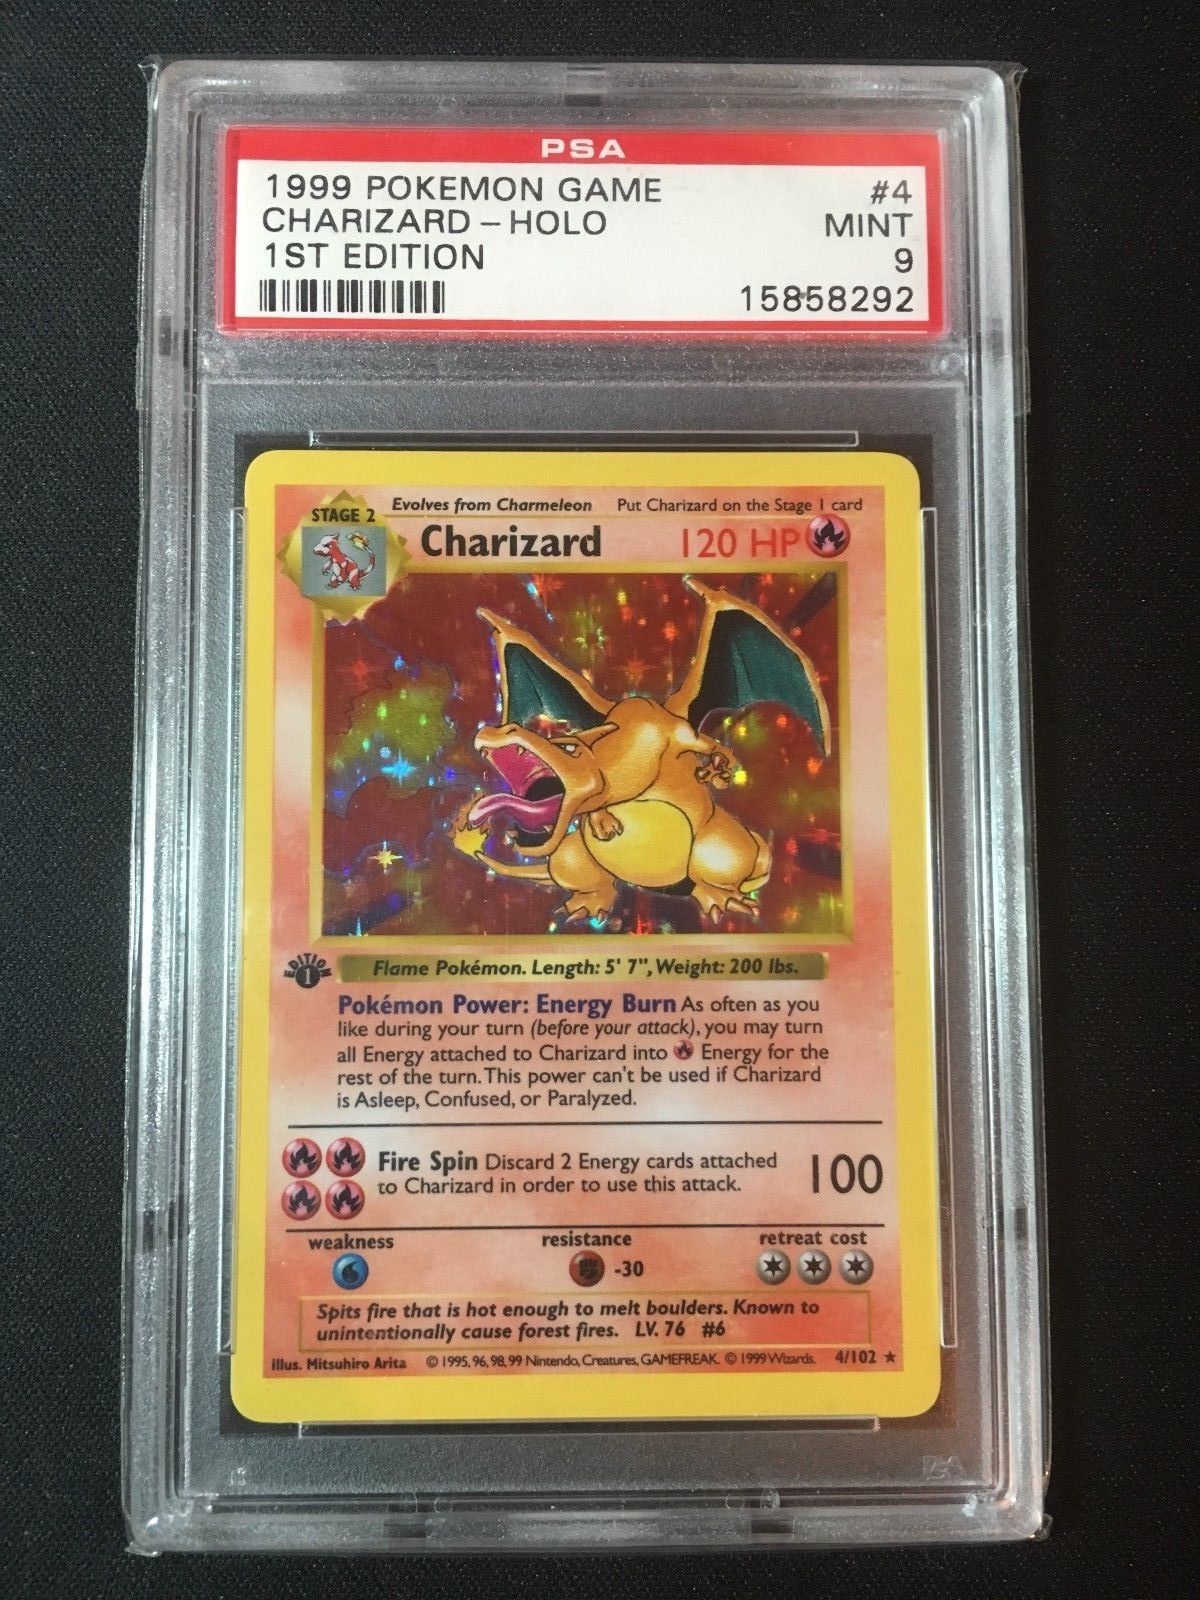 PSA
1999 POKEMON GAME #4
CHARIZARD - HOLO MINT
1ST EDITION 9
15858292
STAGE 2 Evolves from Charmeleon Put Charizard on the Stage 1 card
Charizard 120 HP
EDITION
1
Flame Pokémon. Length: 5' 7", Weight: 200 lbs.
Pokémon Power: Energy Burn As often as you
like during your turn (before your attack), you may turn
all Energy attached to Charizard into Energy for the
rest of the turn. This power can't be used if Charizard
is Asleep, Confused, or Paralyzed.
Fire Spin Discard 2 Energy cards attached 100
to Charizard in order to use this attack.
weakness resistance retreat cost
-30
Spits fire that is hot enough to melt boulders. Known to
unintentionally cause forest fires. LV. 76 #6
Illus. Mitsuhiro Arita © 1995, 96, 98, 99 Nintendo, Creatures, GAMEFREAK. © 1999 Wizards. 4/102 ★